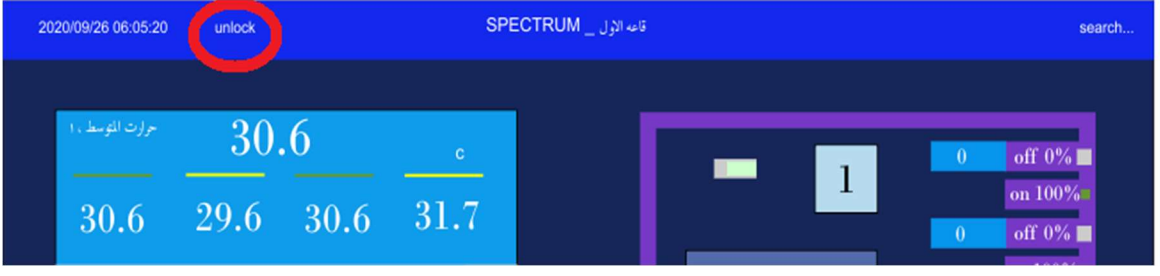 2020/09/26 06:05:20 unlock SPECTRUM _ قاعه الاول search...
حرارت المتوسط ، ١ 30.6 c
30.6 29.6 30.6 31.7
1 0 off 0%
on 100%
0 off 0%